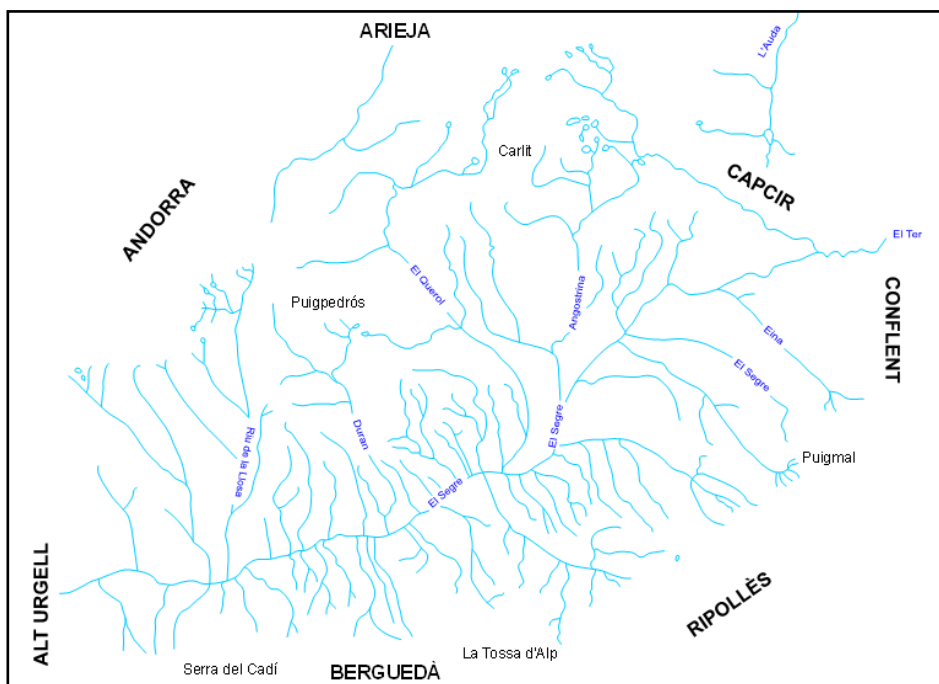 ARIEJA
L'Auda
Carlit
CAPCIR
ANDORRA
El Ter
El Querol
Puigpedrós
Angostrina
CONFLENT
Eina
El Segre
Duran
El Segre
Riu de la Llosa
Puigmal
El Segre
ALT URGELL
RIPOLLÈS
La Tossa d'Alp
Serra del Cadí
BERGUEDÀ